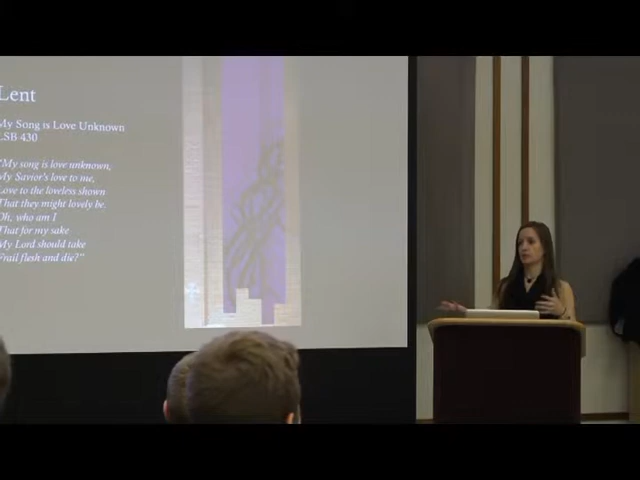 Lent
My Song is Love Unknown
LSB 430
"My song is love unknown,
My Savior's love to me,
Love to the loveless shown
That they might lovely be.
Oh, who am I
That for my sake
My Lord should take
Frail flesh and die?"